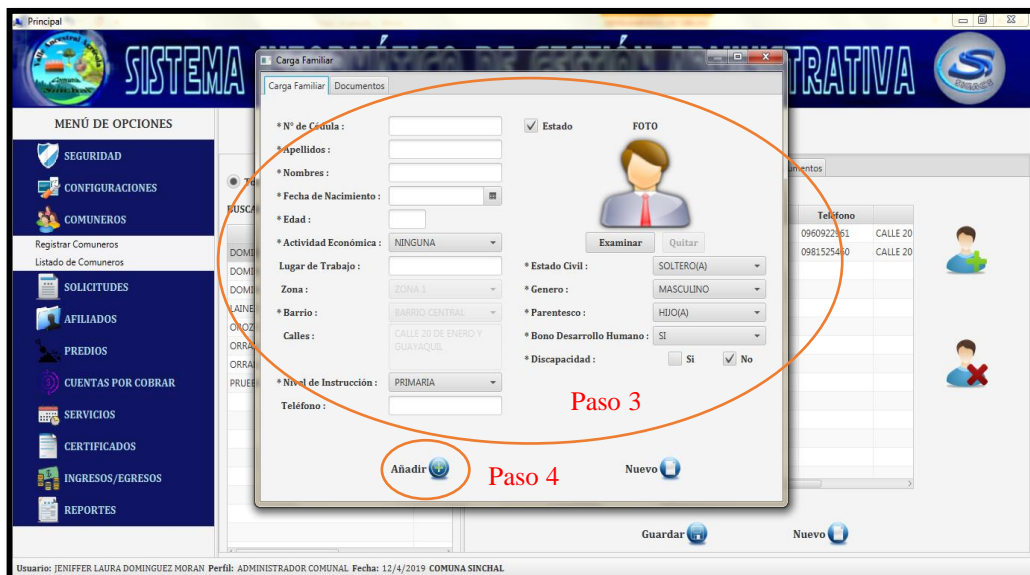 Principal
SISTEMA INFORMÁTICO DE GESTIÓN ADMINISTRATIVA
MENÚ DE OPCIONES
SEGURIDAD
CONFIGURACIONES
COMUNEROS
Registrar Comuneros
Listado de Comuneros
SOLICITUDES
AFILIADOS
PREDIOS
CUENTAS POR COBRAR
SERVICIOS
CERTIFICADOS
INGRESOS/EGRESOS
REPORTES
Carga Familiar
Carga Familiar Documentos
* N° de Cédula :
* Apellidos :
* Nombres :
* Fecha de Nacimiento :
* Edad :
* Actividad Económica : NINGUNA
Lugar de Trabajo :
Zona : ZONA 1
* Barrio : BARRIO CENTRAL
Calles : CALLE 20 DE ENERO Y
GUAYAQUIL
* Nivel de Instrucción : PRIMARIA
Teléfono :
Estado FOTO
Examinar Quitar
* Estado Civil : SOLTERO(A)
* Genero : MASCULINO
* Parentesco : HIJO(A)
* Bono Desarrollo Humano : SI
* Discapacidad : Si No
Paso 3
Añadir Paso 4 Nuevo
Teléfono
0960922961 CALLE 20
0981525460 CALLE 20
Guardar Nuevo
Usuario: JENIFFER LAURA DOMINGUEZ MORAN Perfil: ADMINISTRADOR COMUNAL Fecha: 12/4/2019 COMUNA SINCHAL